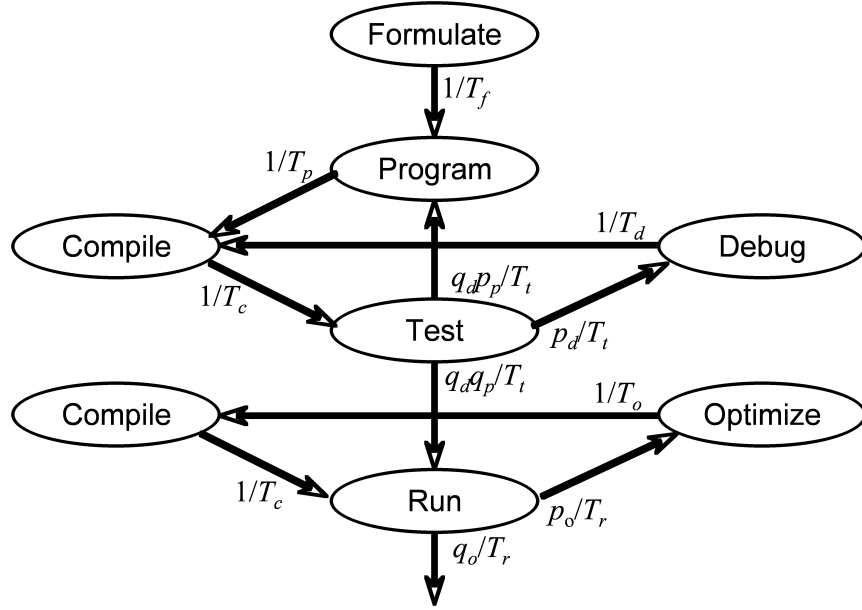 Formulate
1/T_f
Program
1/T_p
Compile
1/T_d
Debug
1/T_c
q_d p_p/T_t
Test
p_d/T_t
q_d q_p/T_t
Compile
1/T_o
Optimize
1/T_c
Run
p_o/T_r
q_o/T_r